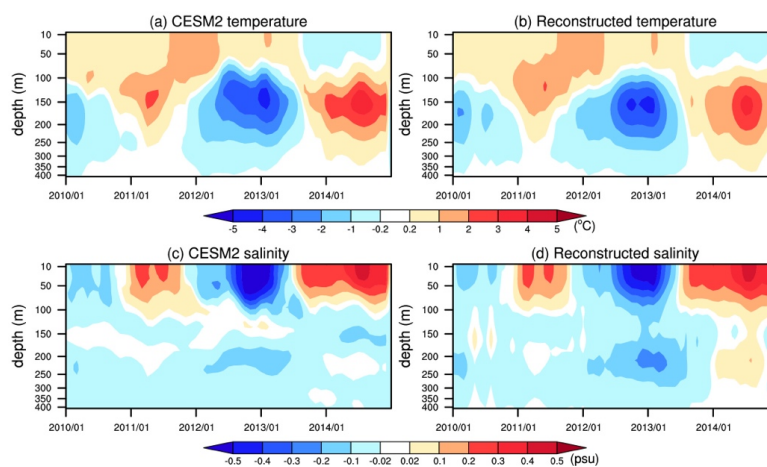 (a) CESM2 temperature
(b) Reconstructed temperature
depth (m)
10
50
100
150
200
250
300
350
400
2010/01 2011/01 2012/01 2013/01 2014/01
depth (m)
10
50
100
150
200
250
300
350
400
2010/01 2011/01 2012/01 2013/01 2014/01
-5 -4 -3 -2 -1 -0.2 0.2 1 2 3 4 5 (°C)
(c) CESM2 salinity
(d) Reconstructed salinity
depth (m)
10
50
100
150
200
250
300
350
400
2010/01 2011/01 2012/01 2013/01 2014/01
depth (m)
10
50
100
150
200
250
300
350
400
2010/01 2011/01 2012/01 2013/01 2014/01
-0.5 -0.4 -0.3 -0.2 -0.1 -0.02 0.02 0.1 0.2 0.3 0.4 0.5 (psu)